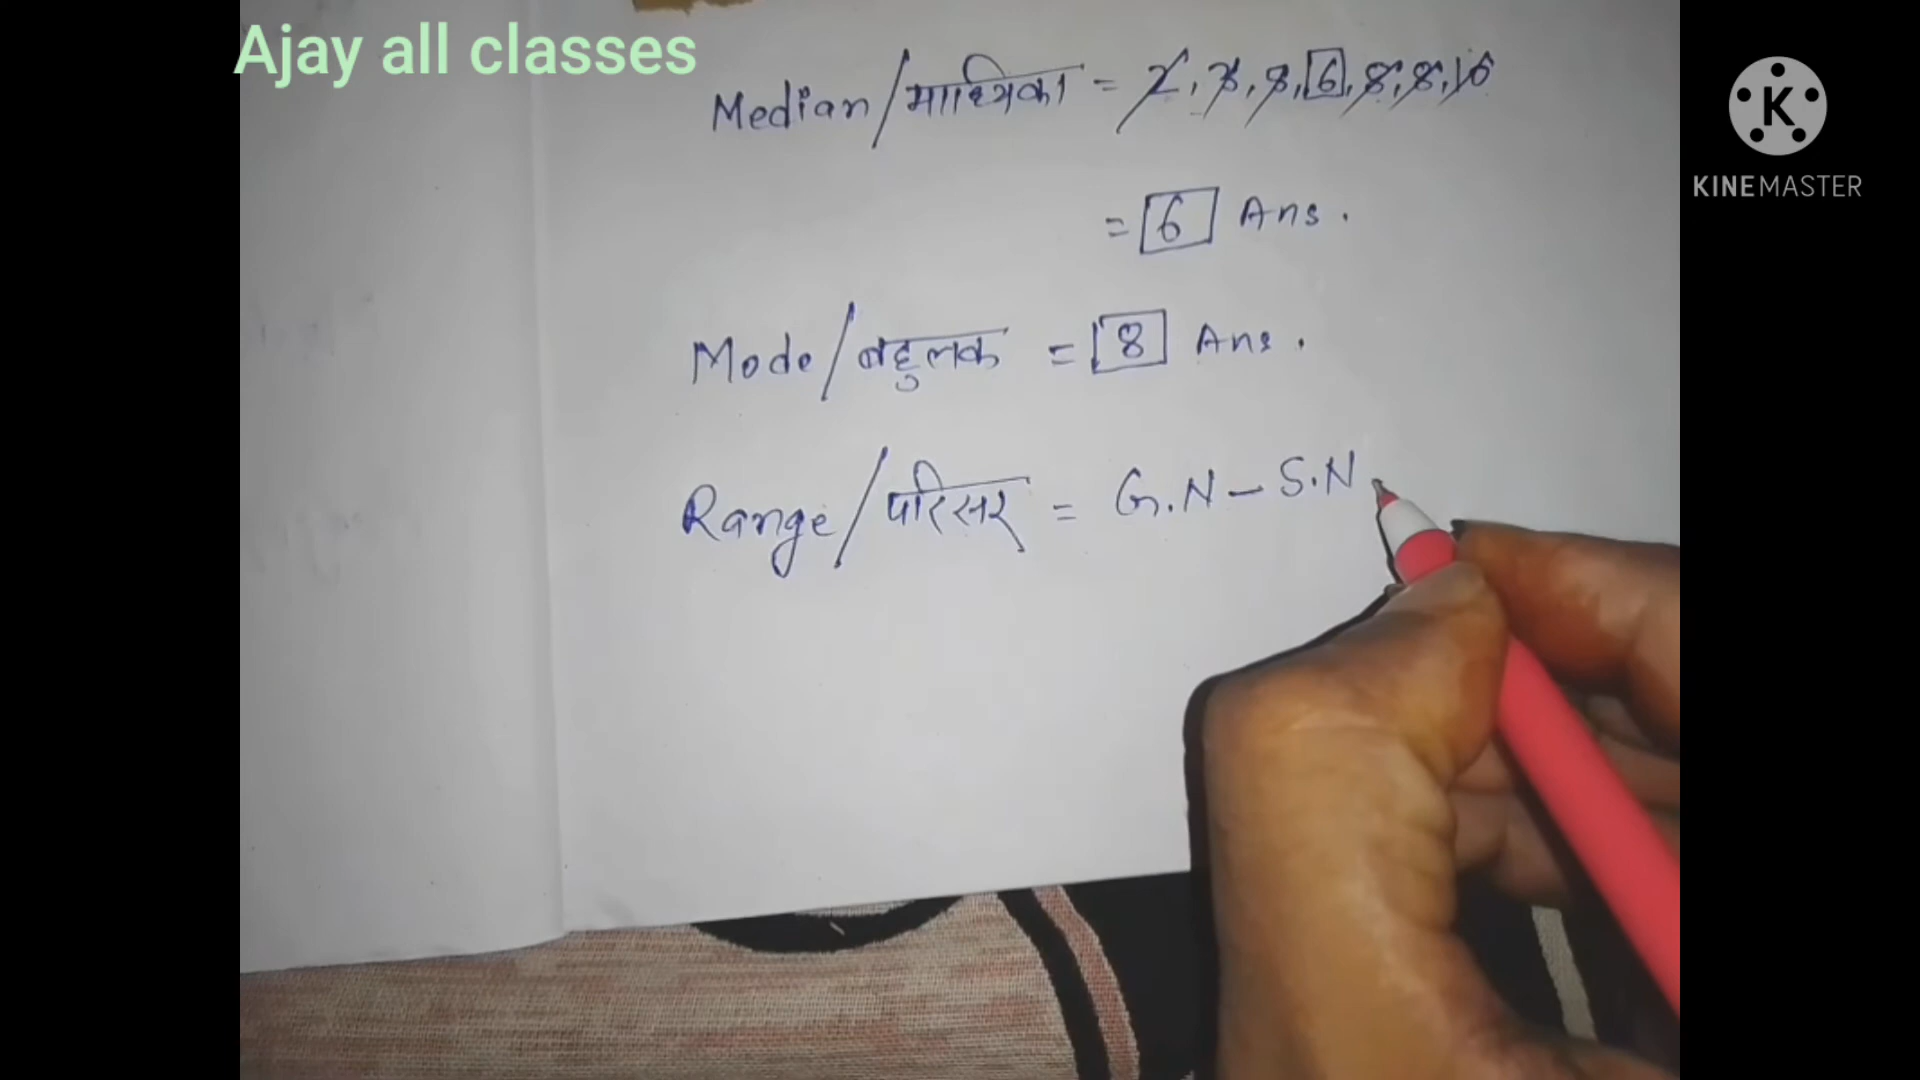 Ajay all classes
Median/माध्यिका = 2, 3, 9, 6, 8, 8, 10
= 6 Ans.
Mode/बहुलक = 8 Ans.
Range/परिसर = G.N - S.N
KINEMASTER